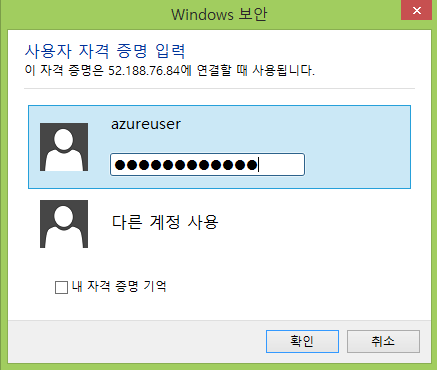 Windows 보안
사용자 자격 증명 입력
이 자격 증명은 52.188.76.84에 연결할 때 사용됩니다.
azureuser
●●●●●●●●●●●●
다른 계정 사용
내 자격 증명 기억
확인
취소